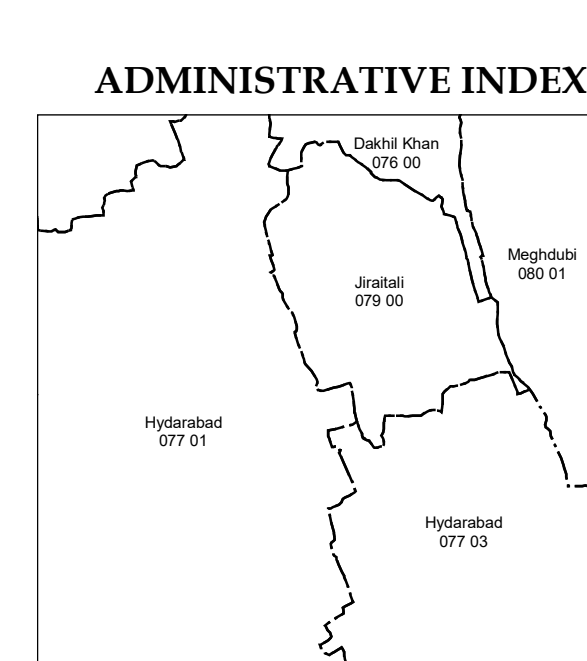 ADMINISTRATIVE INDEX
Dakhil Khan
076 00
Meghdubi
080 01
Jiraitali
079 00
Hydarabad
077 01
Hydarabad
077 03